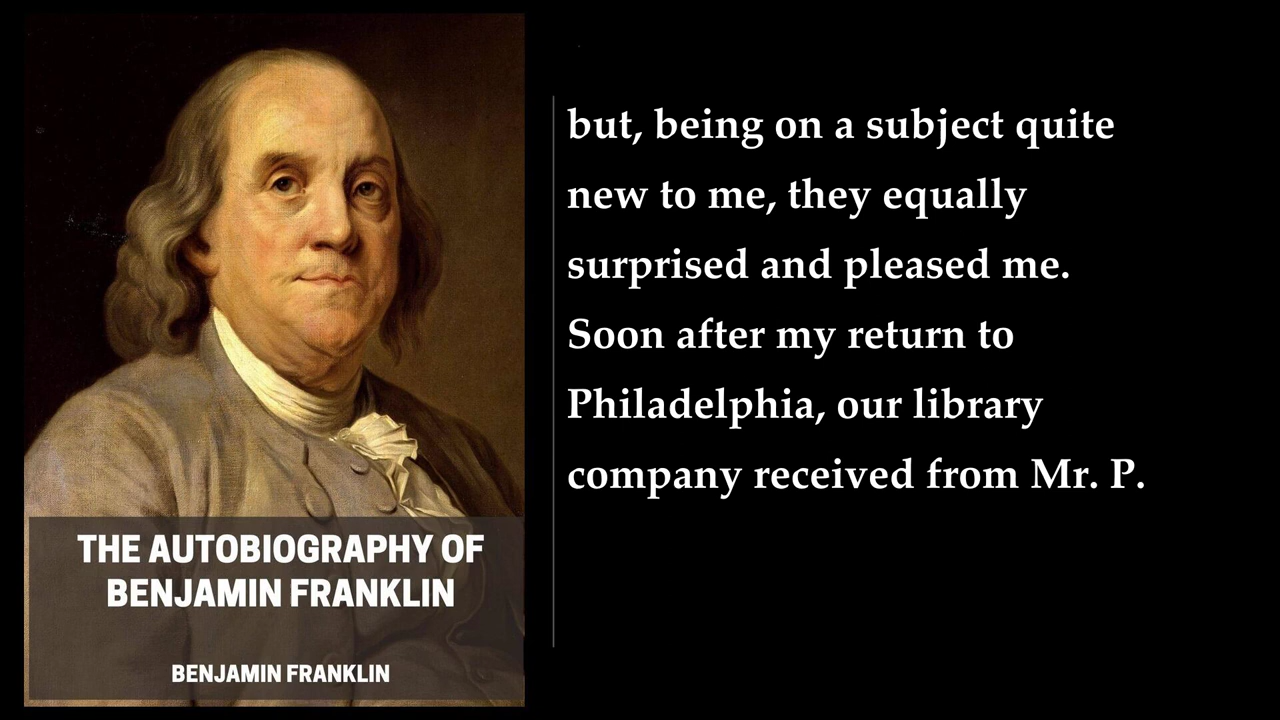 THE AUTOBIOGRAPHY OF
BENJAMIN FRANKLIN
BENJAMIN FRANKLIN
but, being on a subject quite
new to me, they equally
surprised and pleased me.
Soon after my return to
Philadelphia, our library
company received from Mr. P.